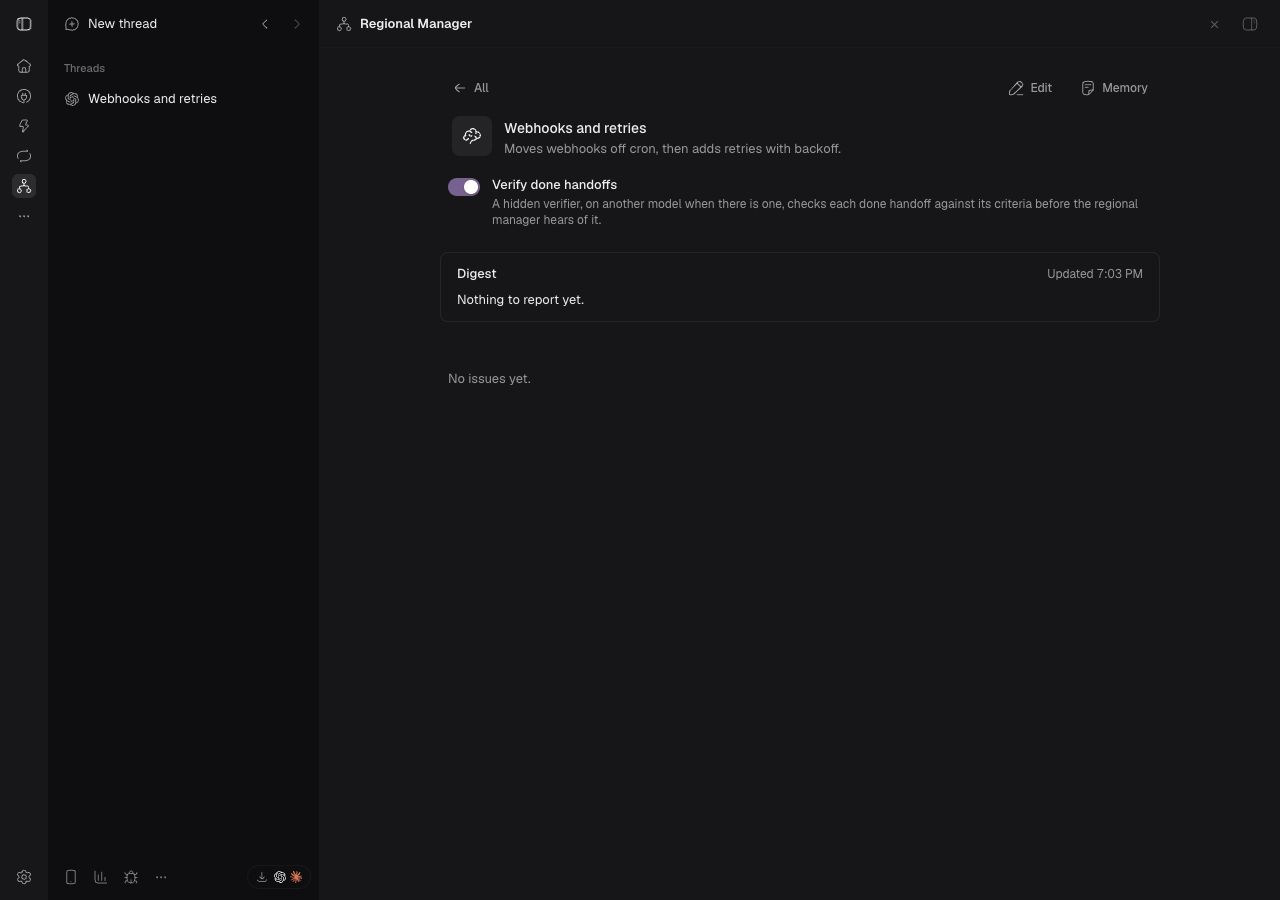 New thread
Threads
Webhooks and retries
Regional Manager
All
Edit
Memory
Webhooks and retries
Moves webhooks off cron, then adds retries with backoff.
Verify done handoffs
A hidden verifier, on another model when there is one, checks each done handoff against its criteria before the regional
manager hears of it.
Digest
Updated 7:03 PM
Nothing to report yet.
No issues yet.